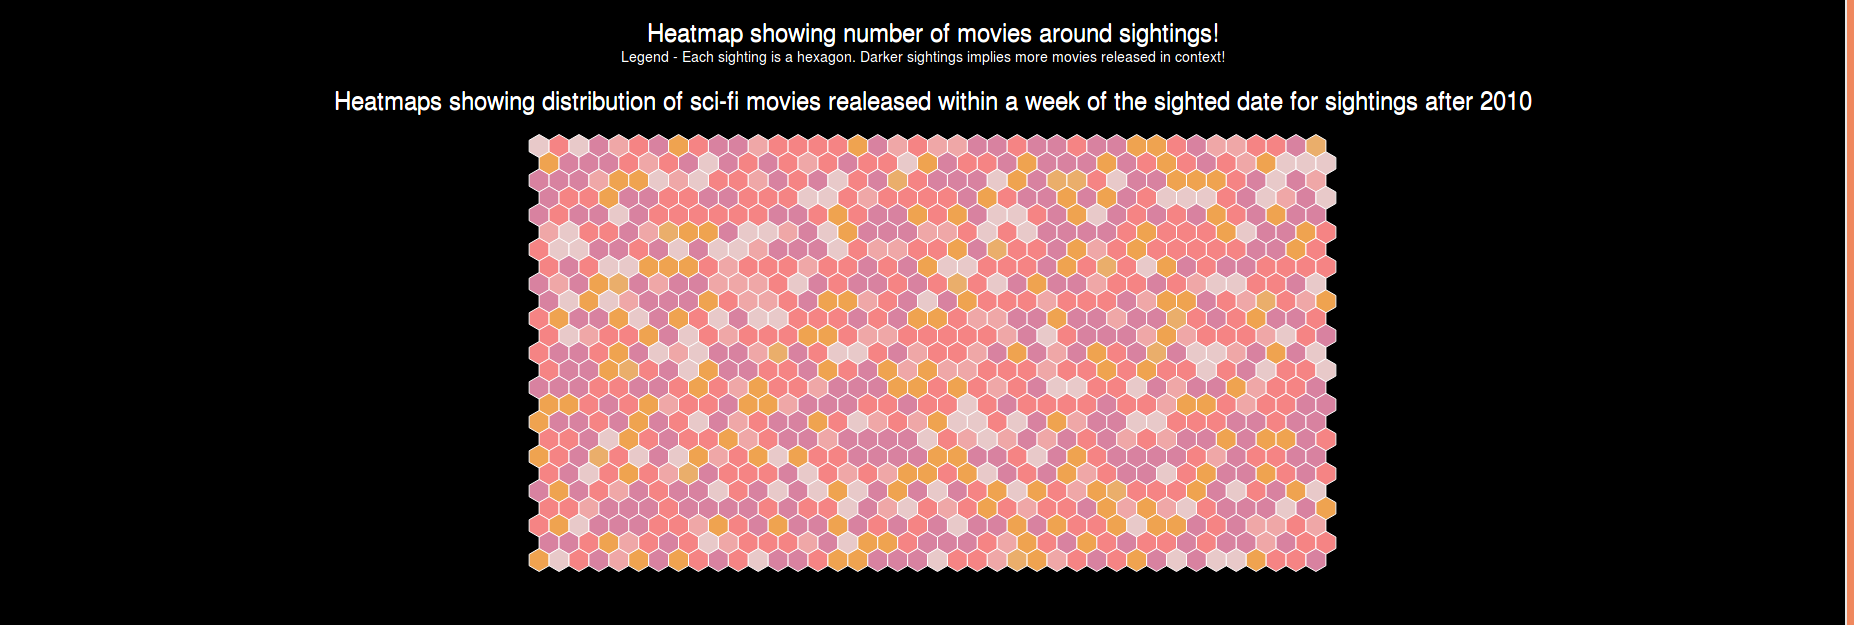 Heatmap showing number of movies around sightings!
Legend - Each sighting is a hexagon. Darker sightings implies more movies released in context!
Heatmaps showing distribution of sci-fi movies realeased within a week of the sighted date for sightings after 2010